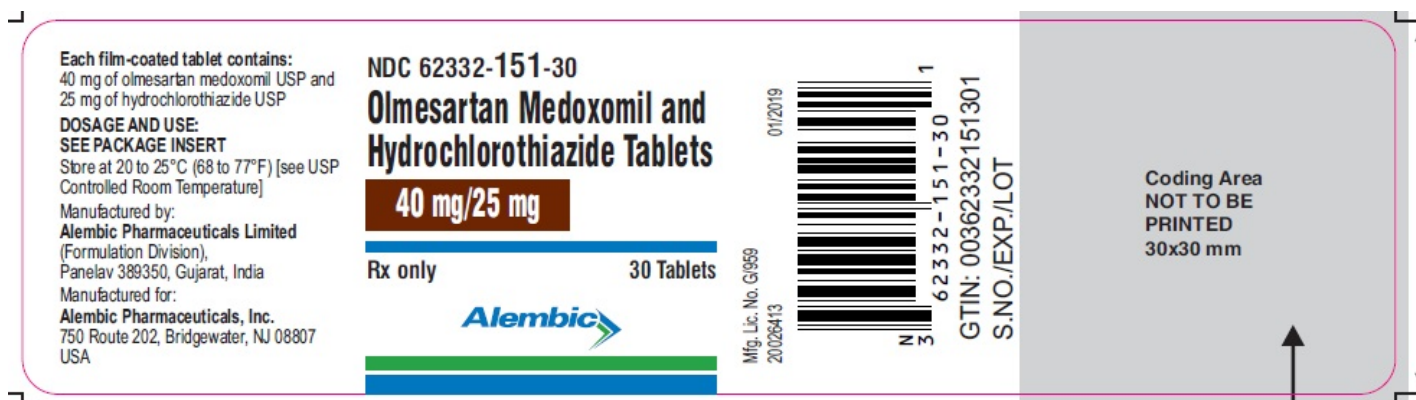 Each film-coated tablet contains:
40 mg of olmesartan medoxomil USP and
25 mg of hydrochlorothiazide USP
DOSAGE AND USE:
SEE PACKAGE INSERT
Store at 20 to 25°C (68 to 77°F) [see USP
Controlled Room Temperature]
Manufactured by:
Alembic Pharmaceuticals Limited
(Formulation Division),
Panelav 389350, Gujarat, India
Manufactured for:
Alembic Pharmaceuticals, Inc.
750 Route 202, Bridgewater, NJ 08807
USA
NDC 62332-151-30
Olmesartan Medoxomil and
Hydrochlorothiazide Tablets
40 mg/25 mg
Rx only 30 Tablets
Alembic
Mfg. Lic. No. G/959 01/2019
20026413
N 3 62332-151-30 1
GTIN: 00362332151301
S.NO./EXP./LOT
Coding Area
NOT TO BE
PRINTED
30x30 mm